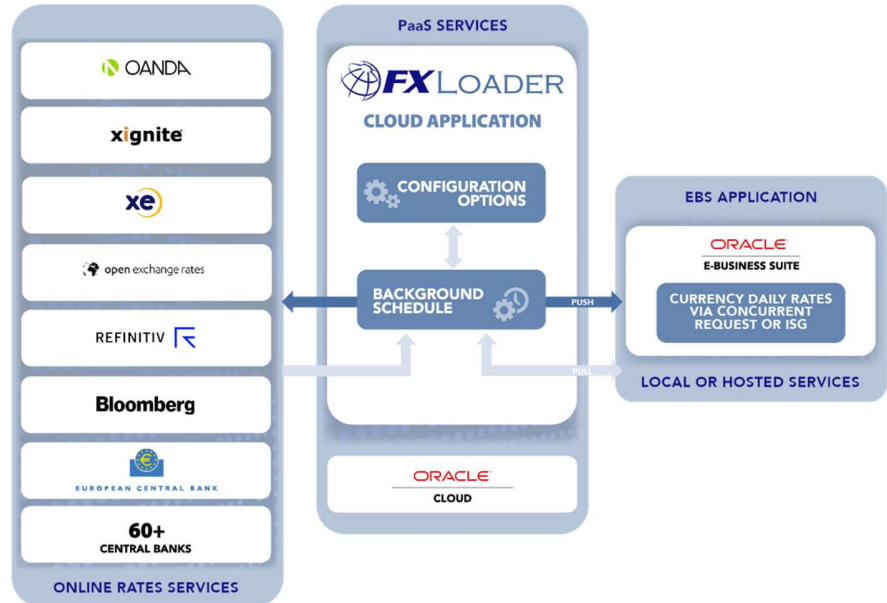 OANDA
xignite
xe
open exchange rates
REFINITIV
Bloomberg
EUROPEAN CENTRAL BANK
60+
CENTRAL BANKS
ONLINE RATES SERVICES
PaaS SERVICES
FXLOADER
CLOUD APPLICATION
CONFIGURATION
OPTIONS
BACKGROUND
SCHEDULE
PUSH
PULL
ORACLE
CLOUD
EBS APPLICATION
ORACLE
E-BUSINESS SUITE
CURRENCY DAILY RATES
VIA CONCURRENT
REQUEST OR ISG
LOCAL OR HOSTED SERVICES